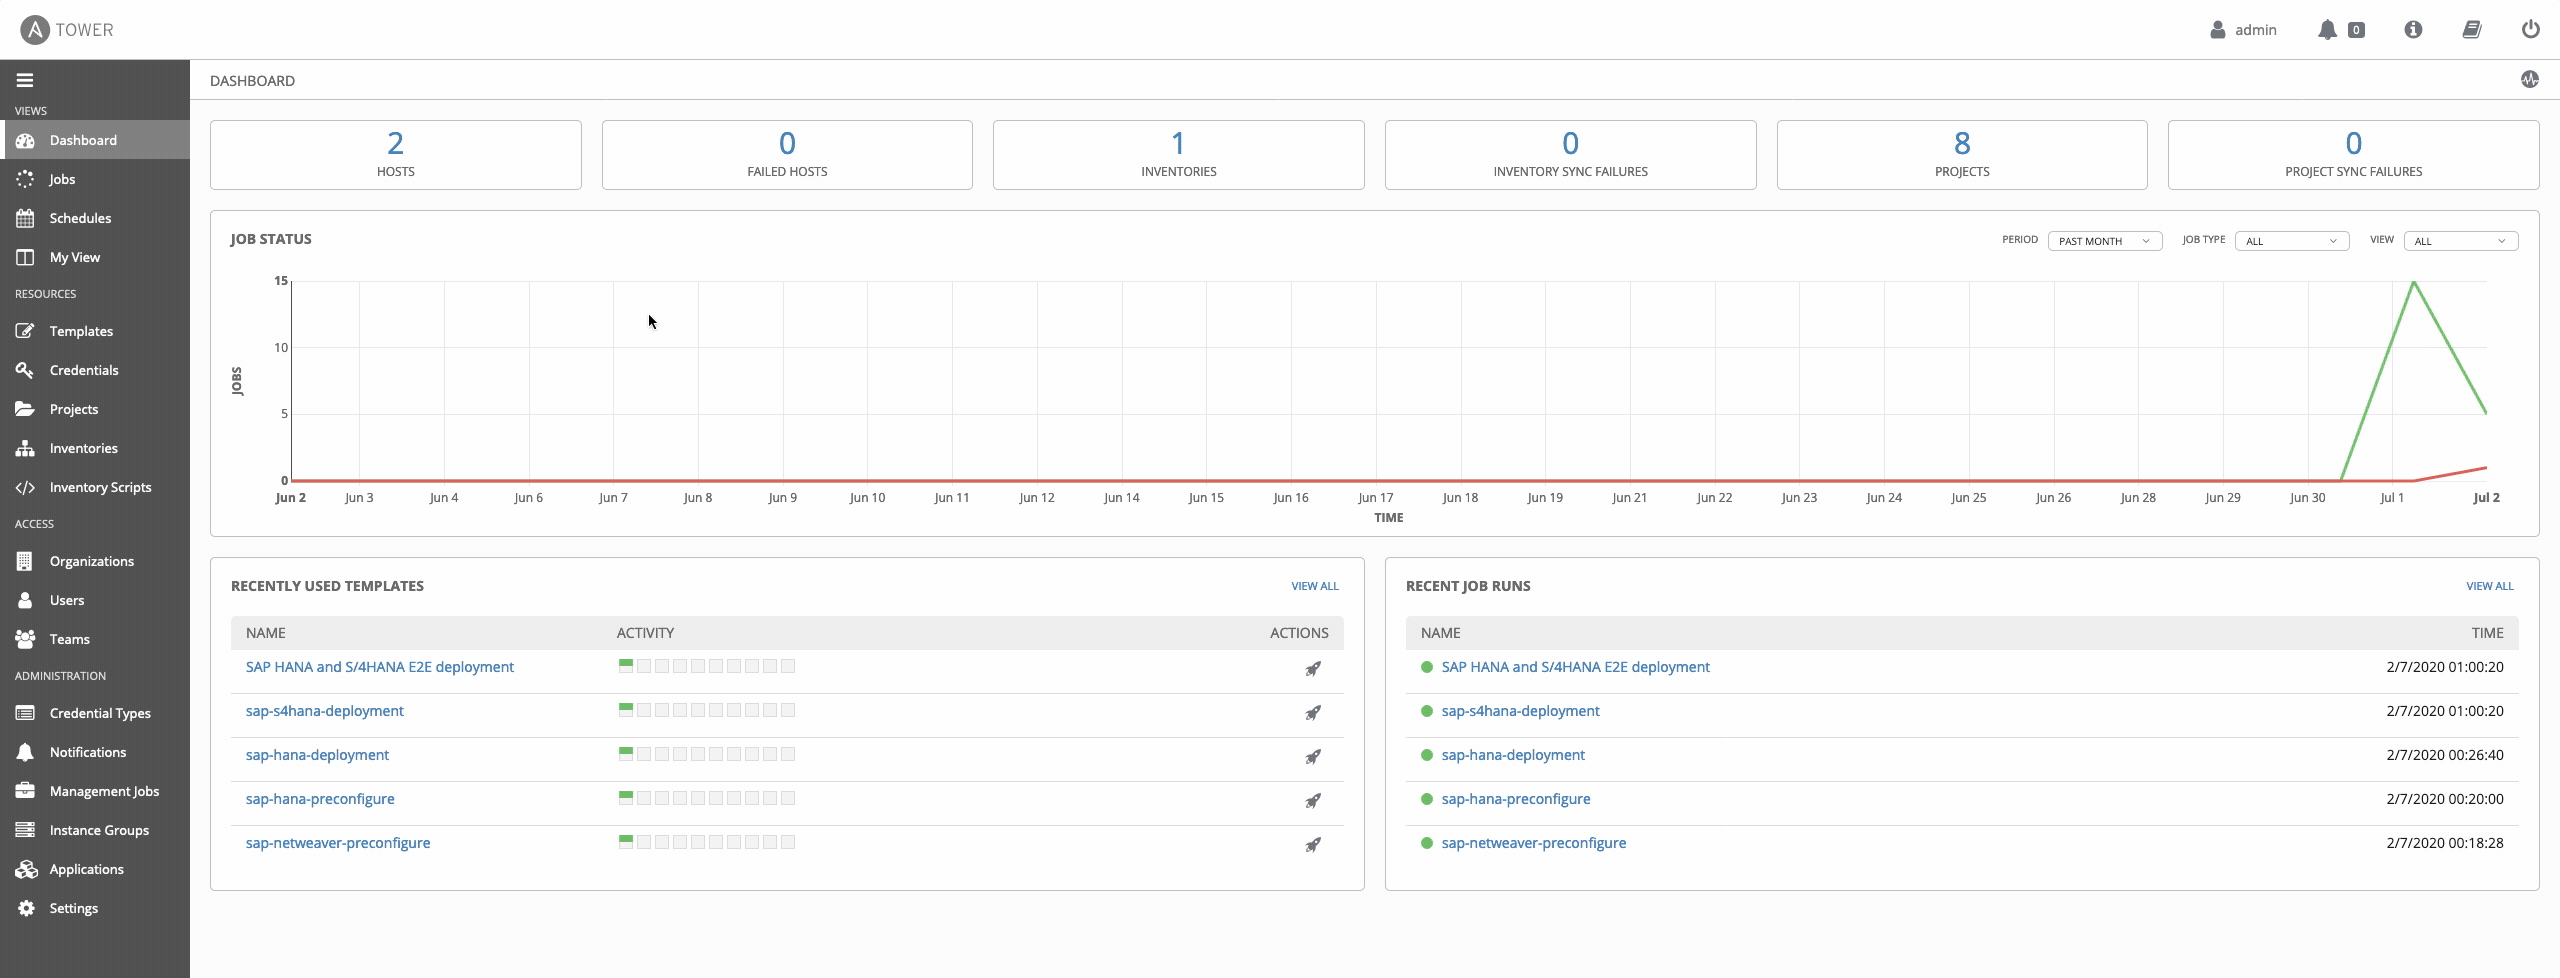 TOWER
admin
0
VIEWS
Dashboard
Jobs
Schedules
My View
RESOURCES
Templates
Credentials
Projects
Inventories
Inventory Scripts
ACCESS
Organizations
Users
Teams
ADMINISTRATION
Credential Types
Notifications
Management Jobs
Instance Groups
Applications
Settings
DASHBOARD
2
HOSTS
0
FAILED HOSTS
1
INVENTORIES
0
INVENTORY SYNC FAILURES
8
PROJECTS
0
PROJECT SYNC FAILURES
JOB STATUS
PERIOD PAST MONTH JOB TYPE ALL VIEW ALL
15
10
5
0
JOBS
Jun 2 Jun 3 Jun 4 Jun 6 Jun 7 Jun 8 Jun 9 Jun 10 Jun 11 Jun 12 Jun 14 Jun 15 Jun 16 Jun 17 Jun 18 Jun 19 Jun 21 Jun 22 Jun 23 Jun 24 Jun 25 Jun 26 Jun 28 Jun 29 Jun 30 Jul 1 Jul 2
TIME
RECENTLY USED TEMPLATES VIEW ALL
NAME ACTIVITY ACTIONS
SAP HANA and S/4HANA E2E deployment
sap-s4hana-deployment
sap-hana-deployment
sap-hana-preconfigure
sap-netweaver-preconfigure
RECENT JOB RUNS VIEW ALL
NAME TIME
SAP HANA and S/4HANA E2E deployment 2/7/2020 01:00:20
sap-s4hana-deployment 2/7/2020 01:00:20
sap-hana-deployment 2/7/2020 00:26:40
sap-hana-preconfigure 2/7/2020 00:20:00
sap-netweaver-preconfigure 2/7/2020 00:18:28